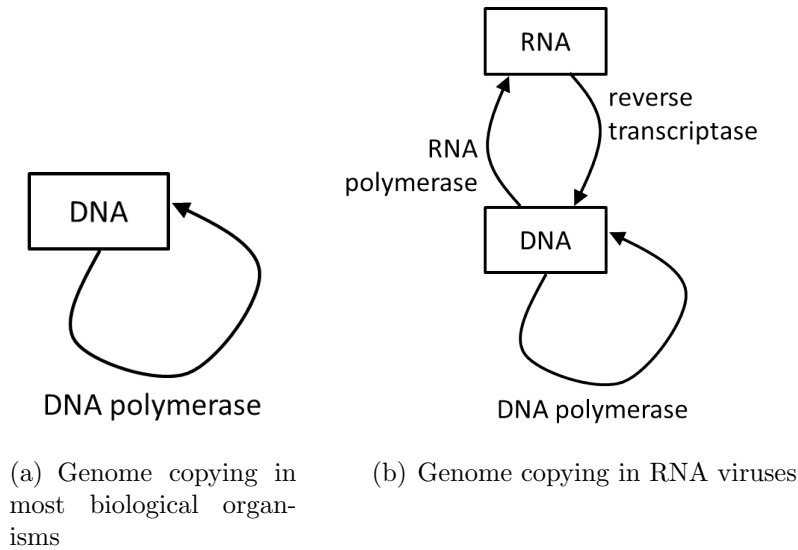 DNA
DNA polymerase
(a) Genome copying in
most biological organ-
isms
RNA
reverse
transcriptase
RNA
polymerase
DNA
DNA polymerase
(b) Genome copying in RNA viruses